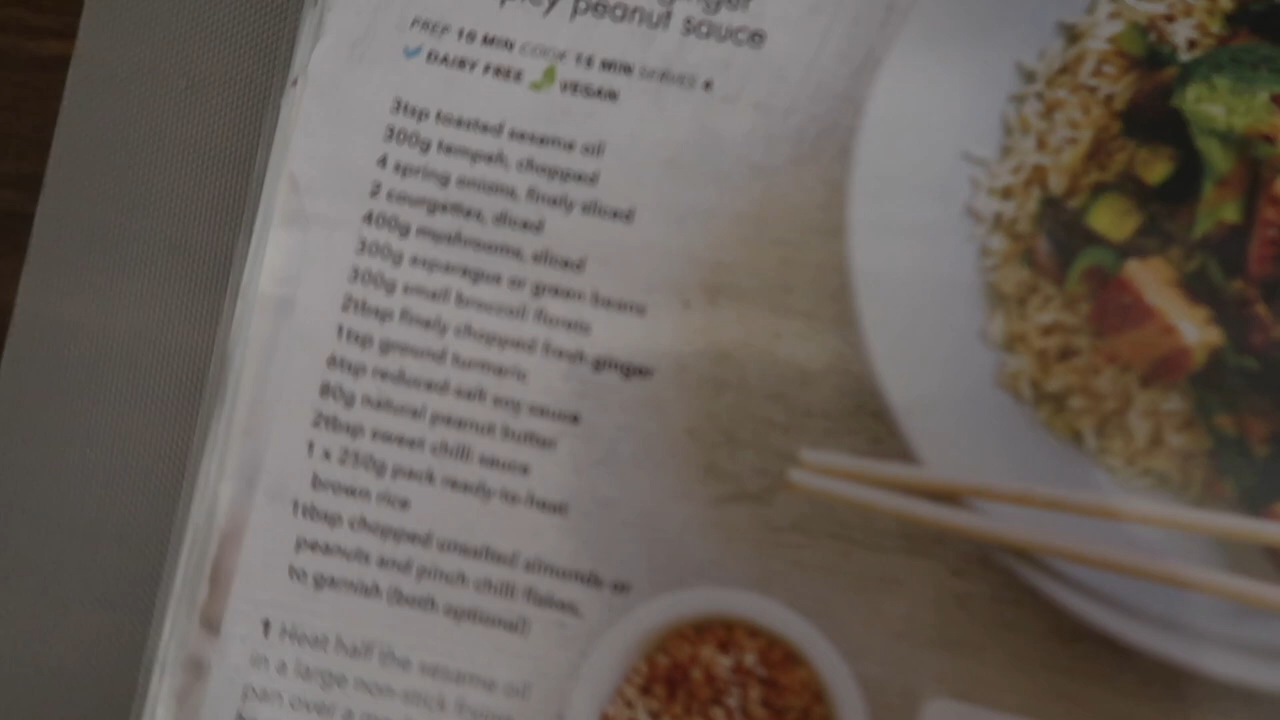 ginger
spicy peanut sauce
PREP 10 MIN COOK 15 MIN SERVES 4
DAIRY FREE VEGAN
3tsp toasted sesame oil
300g tempeh, chopped
4 spring onions, finely sliced
2 courgettes, diced
400g mushrooms, sliced
300g asparagus or green beans
300g small broccoli florets
2tbsp finely chopped fresh ginger
1tsp ground turmeric
6tsp reduced-salt soy sauce
80g natural peanut butter
2tbsp sweet chilli sauce
1 x 250g pack ready-to-heat
brown rice
1tbsp chopped unsalted almonds or
peanuts and pinch chilli flakes,
to garnish (both optional)
1 Heat half the sesame oil
in a large non-stick
pan over a